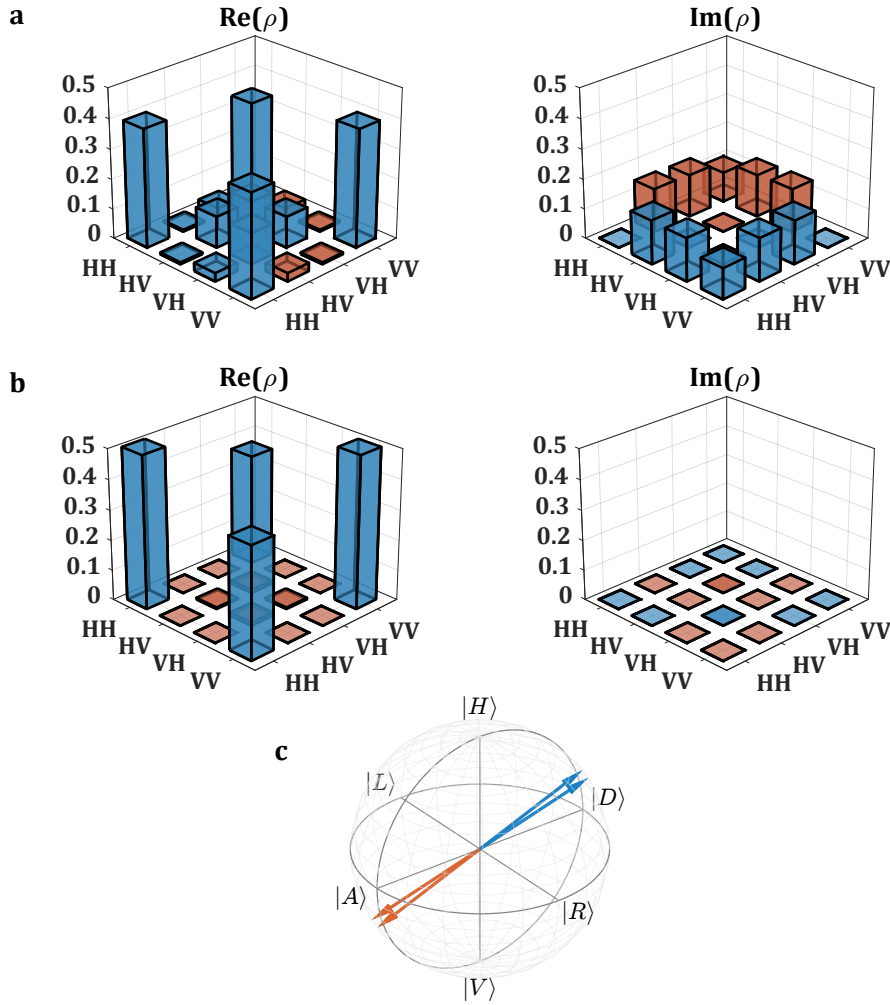 a
Re(ρ)
Im(ρ)
0.5
0.4
0.3
0.2
0.1
0
HH
HV
VH
VV
HH
HV
VH
VV
0.5
0.4
0.3
0.2
0.1
0
HH
HV
VH
VV
HH
HV
VH
VV
b
Re(ρ)
Im(ρ)
0.5
0.4
0.3
0.2
0.1
0
HH
HV
VH
VV
HH
HV
VH
VV
0.5
0.4
0.3
0.2
0.1
0
HH
HV
VH
VV
HH
HV
VH
VV
c
|H⟩
|L⟩
|D⟩
|A⟩
|R⟩
|V⟩